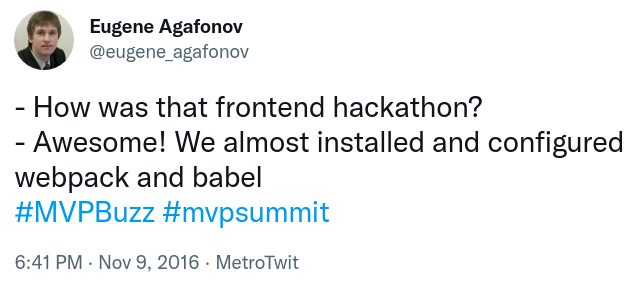 Eugene Agafonov
@eugene_agafonov
- How was that frontend hackathon?
- Awesome! We almost installed and configured
webpack and babel
#MVPBuzz #mvpsummit
6:41 PM · Nov 9, 2016 · MetroTwit